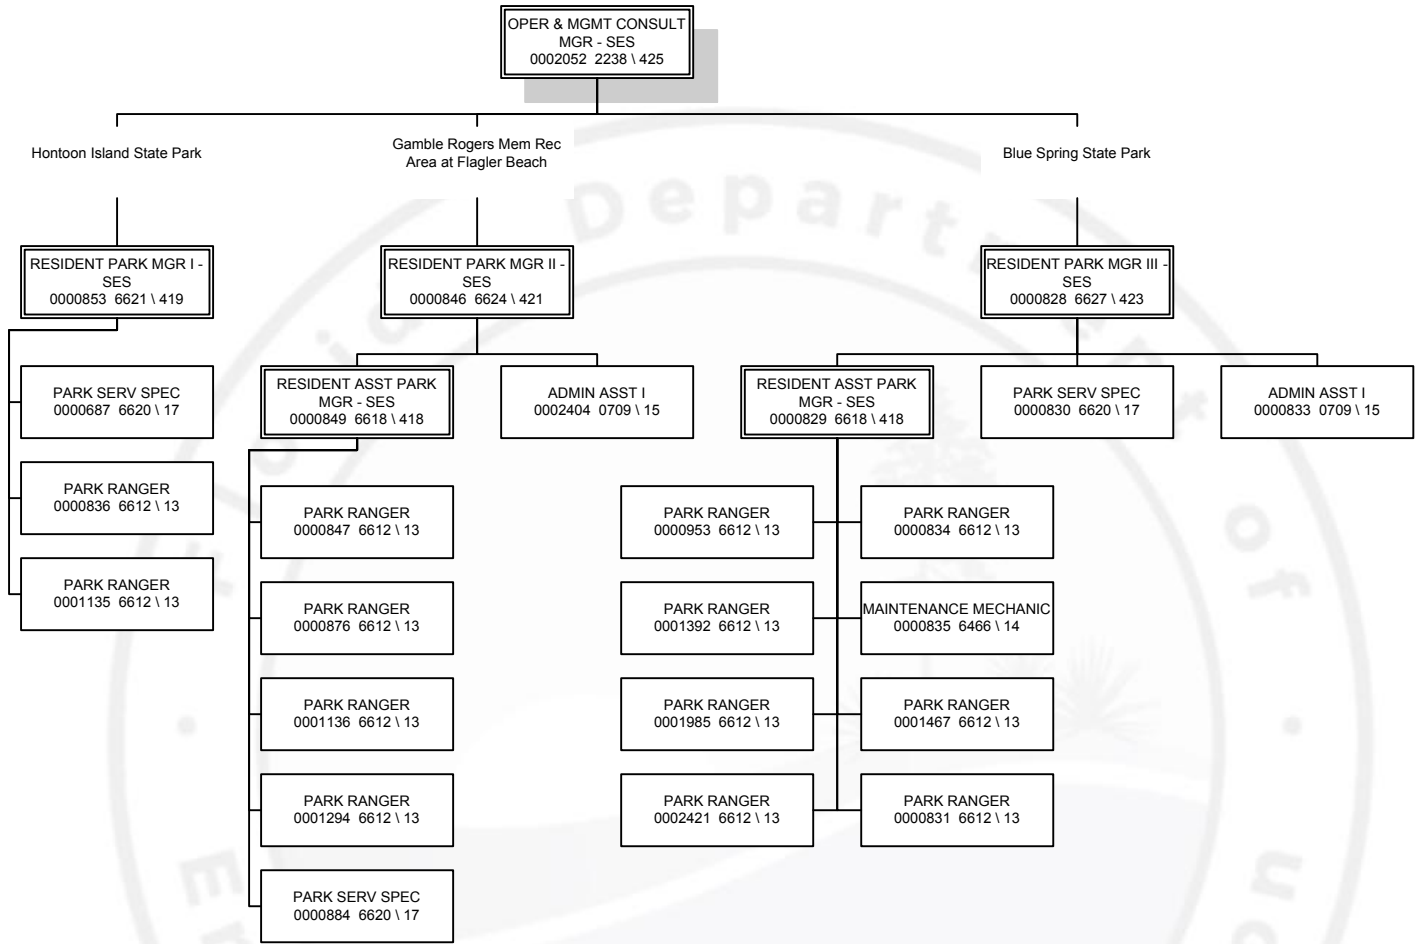 OPER & MGMT CONSULT
MGR - SES
0002052 2238 \ 425
Hontoon Island State Park
Gamble Rogers Mem Rec
Area at Flagler Beach
Blue Spring State Park
RESIDENT PARK MGR I -
SES
0000853 6621 \ 419
RESIDENT PARK MGR II -
SES
0000846 6624 \ 421
RESIDENT PARK MGR III -
SES
0000828 6627 \ 423
PARK SERV SPEC
0000687 6620 \ 17
RESIDENT ASST PARK
MGR - SES
0000849 6618 \ 418
ADMIN ASST I
0002404 0709 \ 15
RESIDENT ASST PARK
MGR - SES
0000829 6618 \ 418
PARK SERV SPEC
0000830 6620 \ 17
ADMIN ASST I
0000833 0709 \ 15
PARK RANGER
0000836 6612 \ 13
PARK RANGER
0001135 6612 \ 13
PARK RANGER
0000847 6612 \ 13
PARK RANGER
0000876 6612 \ 13
PARK RANGER
0001136 6612 \ 13
PARK RANGER
0001294 6612 \ 13
PARK SERV SPEC
0000884 6620 \ 17
PARK RANGER
0000953 6612 \ 13
PARK RANGER
0000834 6612 \ 13
PARK RANGER
0001392 6612 \ 13
MAINTENANCE MECHANIC
0000835 6466 \ 14
PARK RANGER
0001985 6612 \ 13
PARK RANGER
0001467 6612 \ 13
PARK RANGER
0002421 6612 \ 13
PARK RANGER
0000831 6612 \ 13
Florida Department of